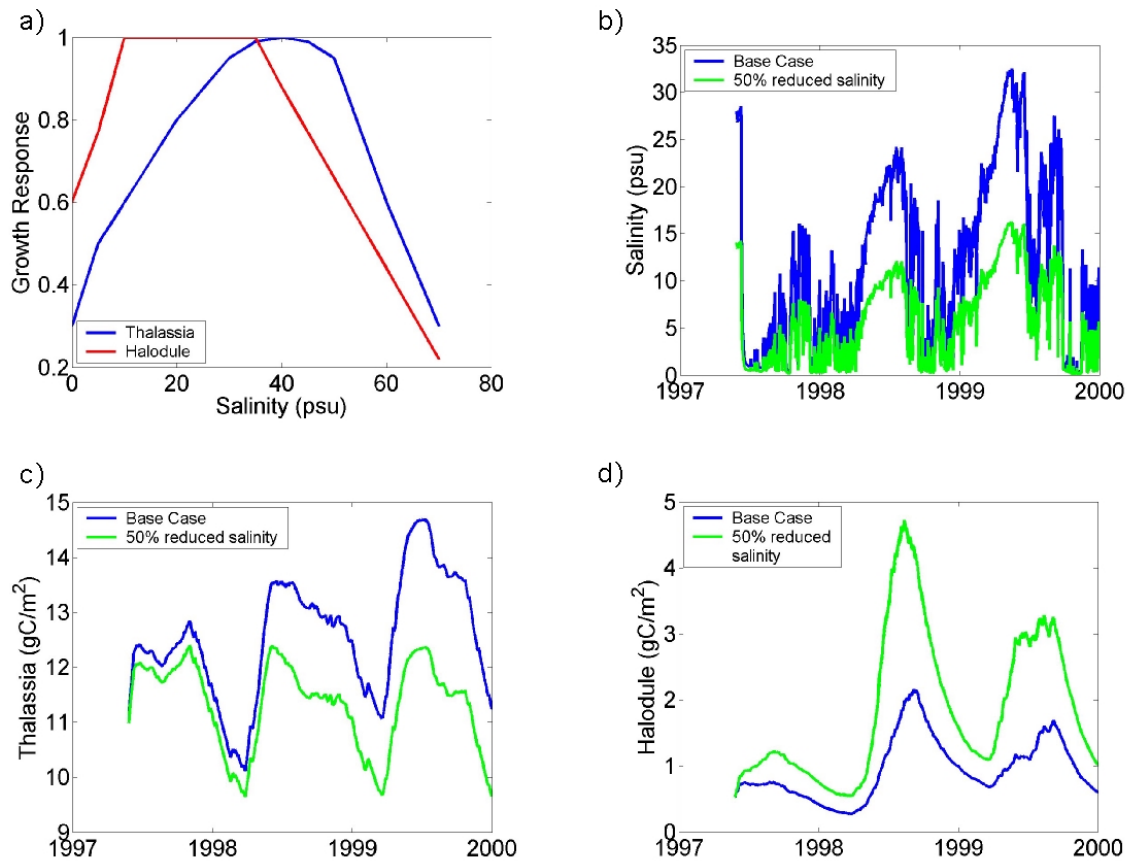 a)
1
0.8
0.6
0.4
0.2
Growth Response
Thalassia
Halodule
0 20 40 60 80
Salinity (psu)
b)
35
30
25
20
15
10
5
0
Salinity (psu)
Base Case
50% reduced salinity
1997 1998 1999 2000
c)
15
14
13
12
11
10
9
Thalassia (gC/m²)
Base Case
50% reduced salinity
1997 1998 1999 2000
d)
5
4
3
2
1
0
Halodule (gC/m²)
Base Case
50% reduced
salinity
1997 1998 1999 2000